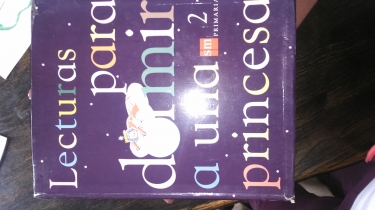 Lecturas
para
dormir
a una
princesa
sm
PRIMARIA
2